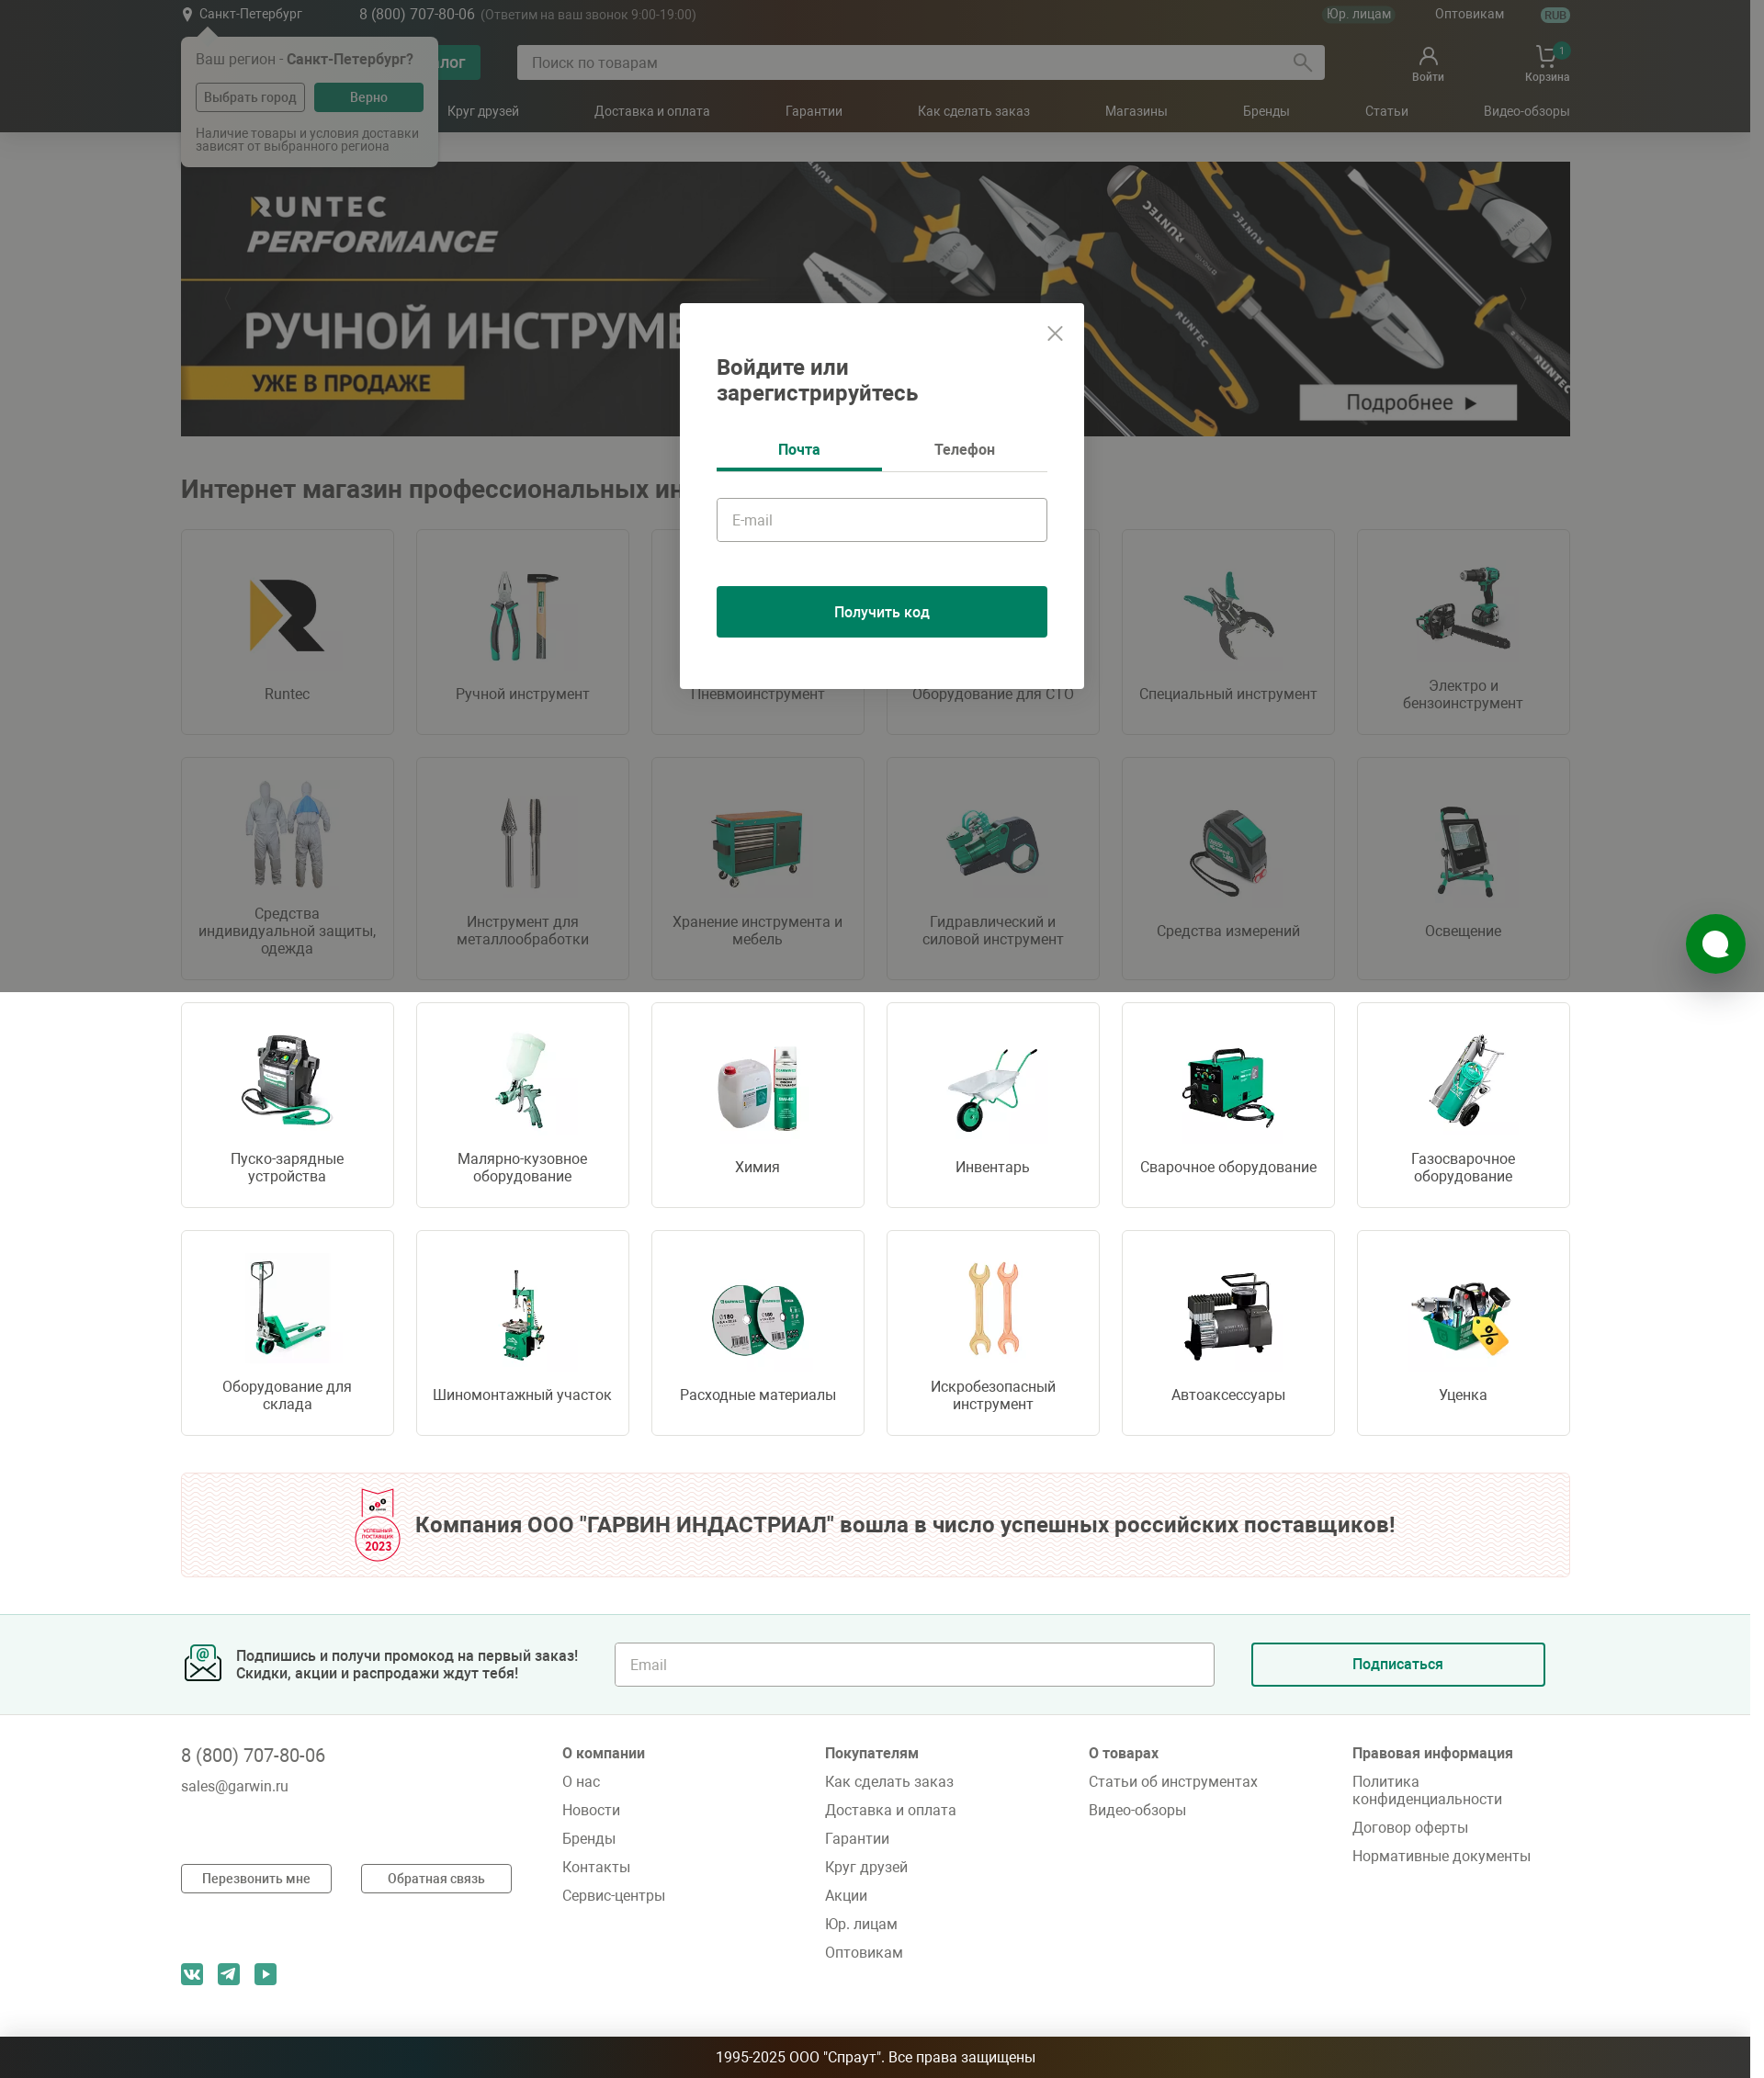 Санкт-Петербург
8 (800) 707-80-06 (Ответим на ваш звонок 9:00-19:00)
Юр. лицам
Оптовикам
RUB
Ваш регион - Санкт-Петербург?
Выбрать город
Верно
Наличие товары и условия доставки
зависят от выбранного региона
Поиск по товарам
Войти
1
Корзина
Круг друзей
Доставка и оплата
Гарантии
Как сделать заказ
Магазины
Бренды
Статьи
Видео-обзоры
RUNTEC
PERFORMANCE
РУЧНОЙ ИНСТРУМЕ
УЖЕ В ПРОДАЖЕ
Подробнее
Войдите или
зарегистрируйтесь
Почта
Телефон
E-mail
Получить код
Интернет магазин профессиональных ин
Runtec
Ручной инструмент
Пневмоинструмент
Оборудование для СТО
Специальный инструмент
Электро и
бензоинструмент
Средства
индивидуальной защиты,
одежда
Инструмент для
металлообработки
Хранение инструмента и
мебель
Гидравлический и
силовой инструмент
Средства измерений
Освещение
Пуско-зарядные
устройства
Малярно-кузовное
оборудование
Химия
Инвентарь
Сварочное оборудование
Газосварочное
оборудование
Оборудование для
склада
Шиномонтажный участок
Расходные материалы
Искробезопасный
инструмент
Автоаксессуары
Уценка
УСПЕШНЫЙ
ПОСТАВЩИК
2023
Компания ООО "ГАРВИН ИНДАСТРИАЛ" вошла в число успешных российских поставщиков!
Подпишись и получи промокод на первый заказ!
Скидки, акции и распродажи ждут тебя!
Email
Подписаться
8 (800) 707-80-06
sales@garwin.ru
Перезвонить мне
Обратная связь
О компании
О нас
Новости
Бренды
Контакты
Сервис-центры
Покупателям
Как сделать заказ
Доставка и оплата
Гарантии
Круг друзей
Акции
Юр. лицам
Оптовикам
О товарах
Статьи об инструментах
Видео-обзоры
Правовая информация
Политика
конфиденциальности
Договор оферты
Нормативные документы
1995-2025 ООО "Спраут". Все права защищены